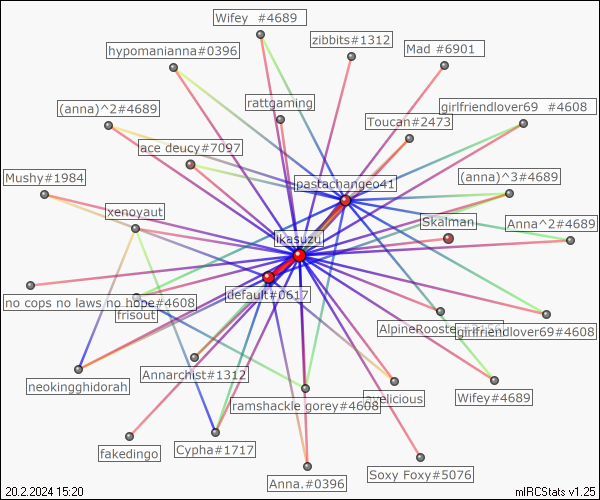 Wifey #4689
zibbits#1312
hypomanianna#0396
Mad #6901
rattgaming
girlfriendlover69 #4608
(anna)^2#4689
Toucan#2473
ace deucy#7097
Mushy#1984
pastachangeo41
(anna)^3#4689
xenoyaut
Skalman
Anna^2#4689
ikasuzu
default#0617
no cops no laws no hope#4608
frisout
AlpineRooster
girlfriendlover69#4608
neokingghidorah
Annarchist#1312
ramshackle gorey#4608
avelicious
Wifey#4689
fakedingo
Cypha#1717
Anna.#0396
Soxy Foxy#5076
20.2.2024 15:20
mIRCStats v1.25